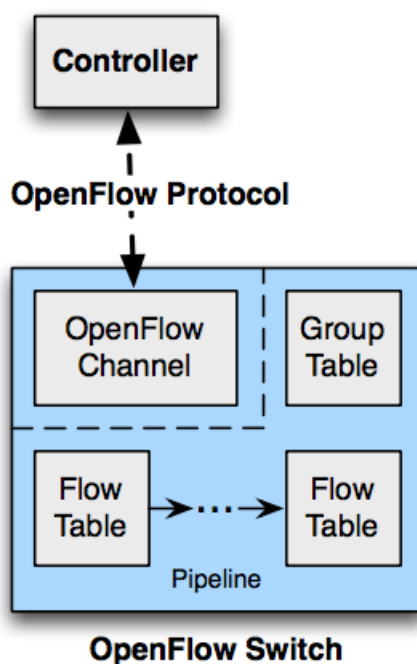 Controller
OpenFlow Protocol
OpenFlow
Channel
Group
Table
Flow
Table
...
Flow
Table
Pipeline
OpenFlow Switch